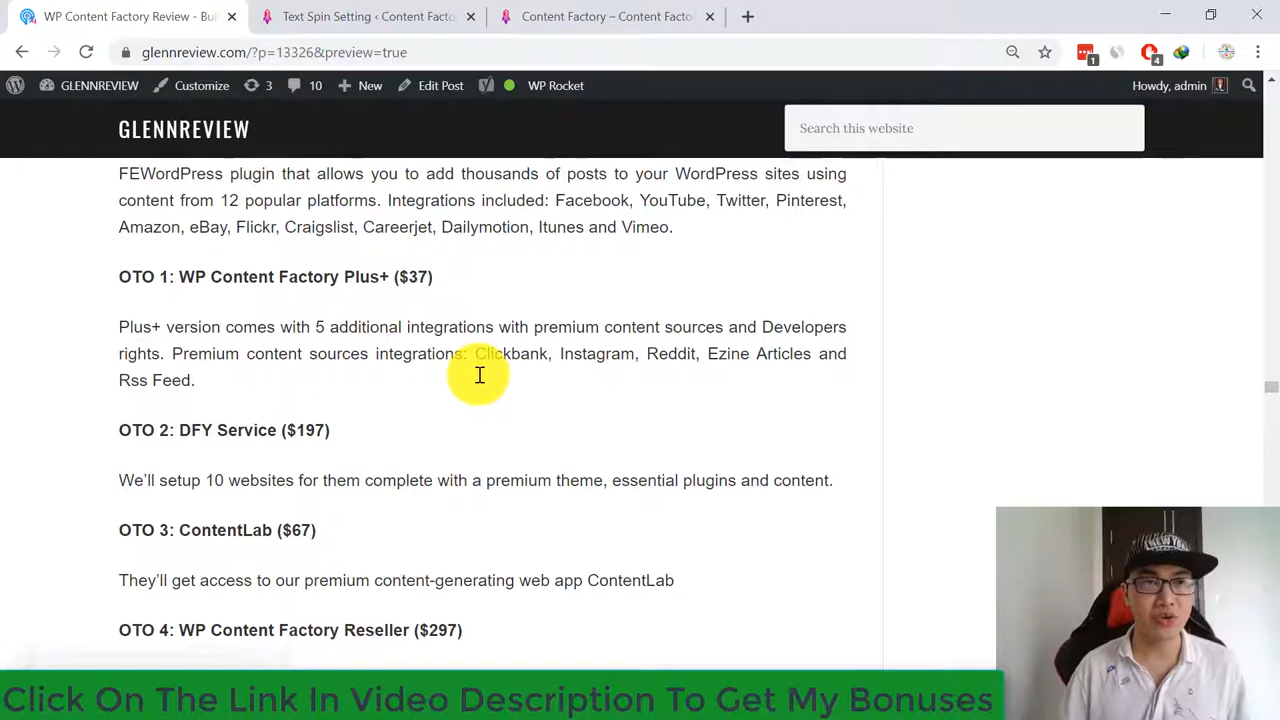 WP Content Factory Review - Bui
Text Spin Setting ‹ Content Facto
Content Factory – Content Facto
glennreview.com/?p=13326&preview=true
1
4
GLENNREVIEW
Customize
3
10
New
Edit Post
WP Rocket
Howdy, admin
GLENNREVIEW
Search this website
FEWordPress plugin that allows you to add thousands of posts to your WordPress sites using
content from 12 popular platforms. Integrations included: Facebook, YouTube, Twitter, Pinterest,
Amazon, eBay, Flickr, Craigslist, Careerjet, Dailymotion, Itunes and Vimeo.
OTO 1: WP Content Factory Plus+ ($37)
Plus+ version comes with 5 additional integrations with premium content sources and Developers
rights. Premium content sources integrations: Clickbank, Instagram, Reddit, Ezine Articles and
Rss Feed.
OTO 2: DFY Service ($197)
We'll setup 10 websites for them complete with a premium theme, essential plugins and content.
OTO 3: ContentLab ($67)
They'll get access to our premium content-generating web app ContentLab
OTO 4: WP Content Factory Reseller ($297)
Click On The Link In Video Description To Get My Bonuses